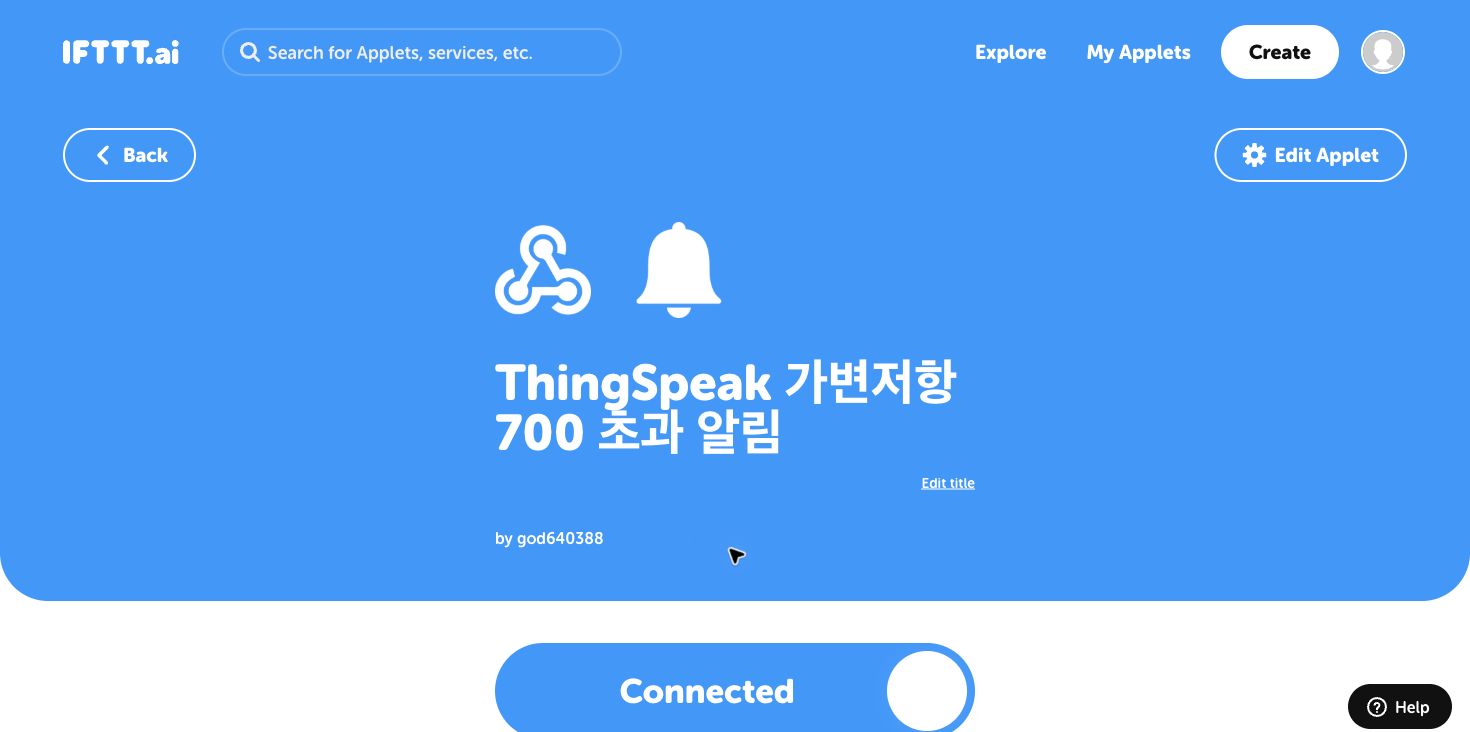 IFTTT.ai
Search for Applets, services, etc.
Explore
My Applets
Create
Back
Edit Applet
ThingSpeak 가변저항
700 초과 알림
Edit title
by god640388
Connected
Help